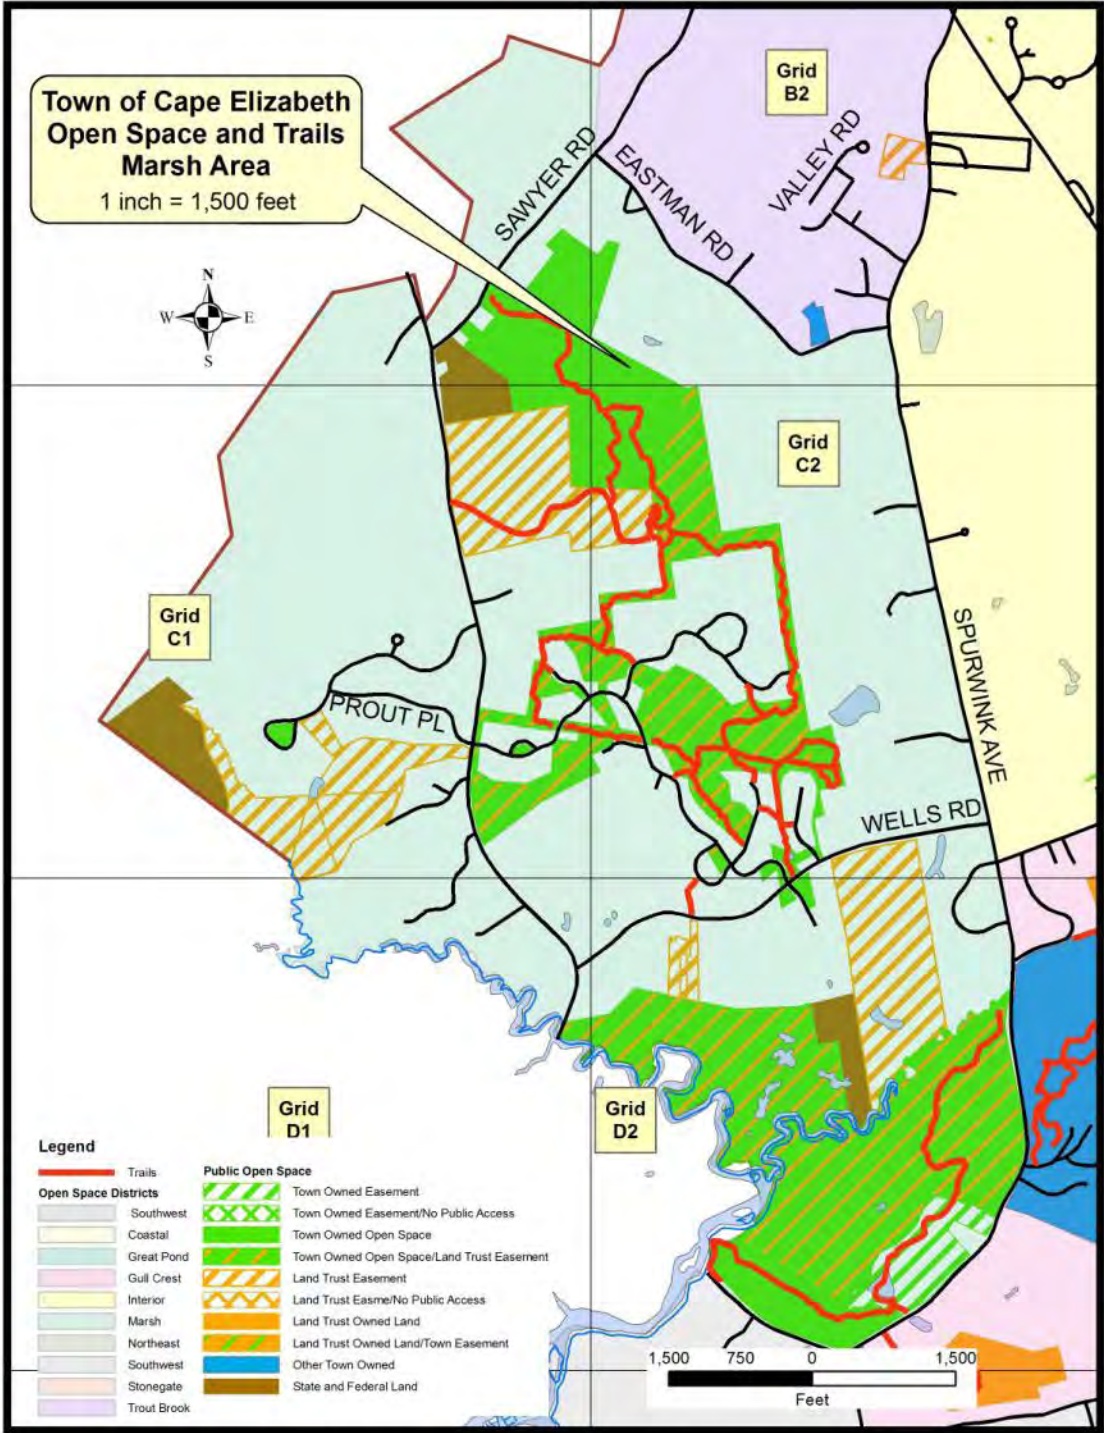 Town of Cape Elizabeth
Open Space and Trails
Marsh Area
1 inch = 1,500 feet
Grid
B2
SAWYER RD
EASTMAN RD
VALLEY RD
N
W
E
S
Grid
C2
Grid
C1
PROUT PL
SPURWINK AVE
WELLS RD
Grid
D1
Grid
D2
Legend
Trails
Open Space Districts
Southwest
Coastal
Great Pond
Gull Crest
Interior
Marsh
Northeast
Southwest
Stonegate
Trout Brook
Public Open Space
Town Owned Easement
Town Owned Easement/No Public Access
Town Owned Open Space
Town Owned Open Space/Land Trust Easement
Land Trust Easement
Land Trust Easme/No Public Access
Land Trust Owned Land
Land Trust Owned Land/Town Easement
Other Town Owned
State and Federal Land
1,500 750 0 1,500
Feet